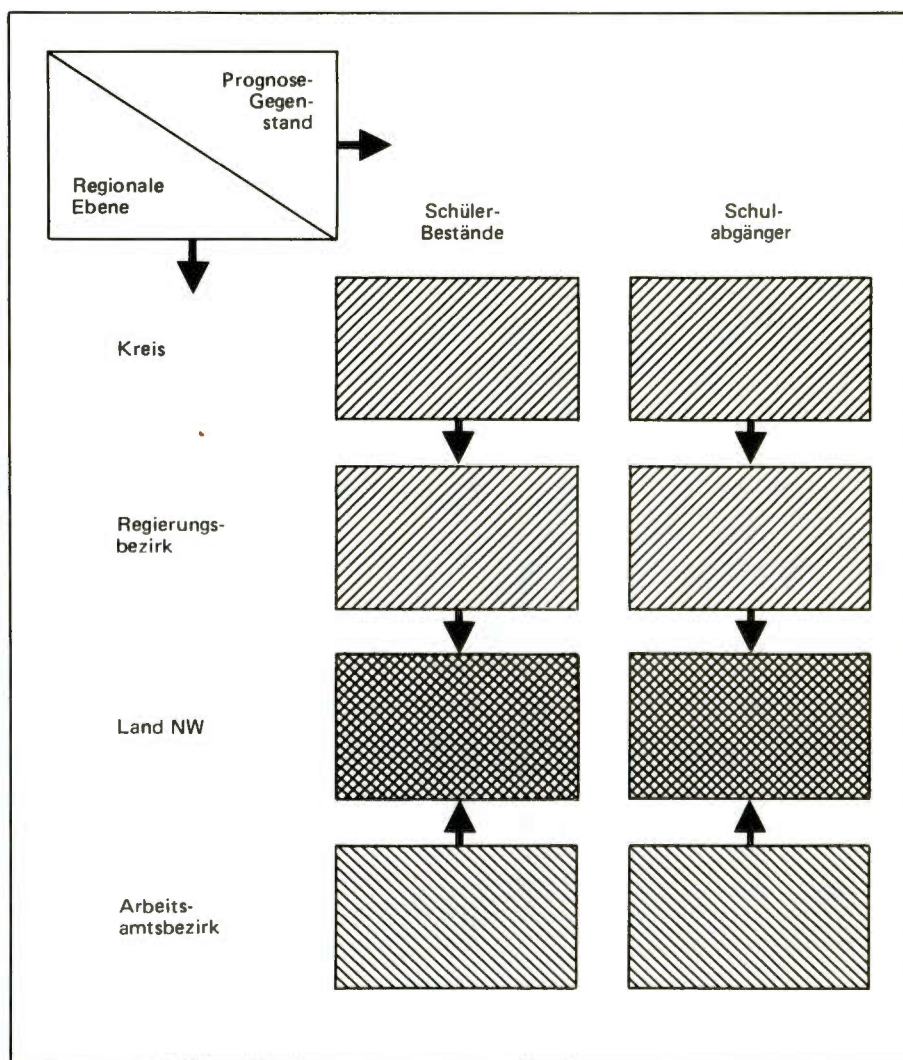 Prognose-
Gegen-
stand
Regionale
Ebene
Schüler-
Bestände
Schul-
abgänger
Kreis
Regierungs-
bezirk
Land NW
Arbeits-
amtsbezirk